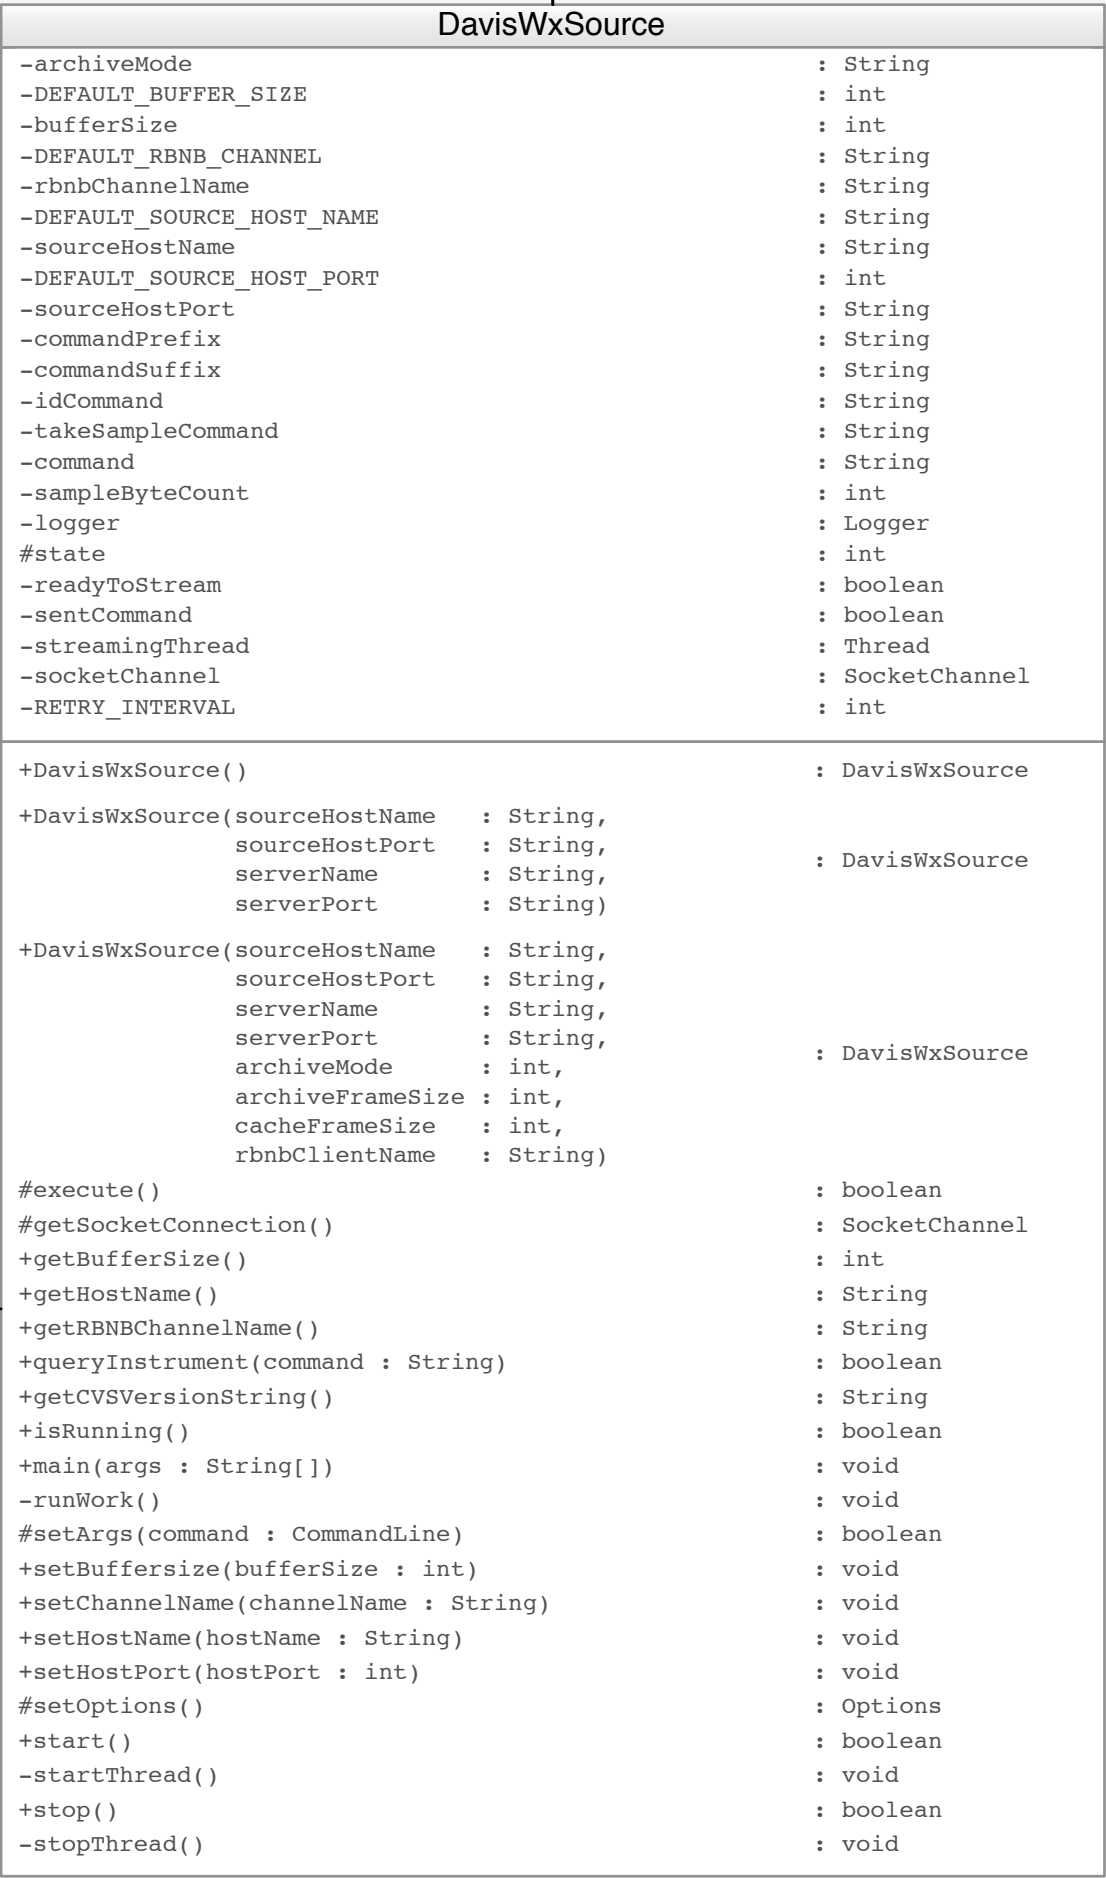 DavisWxSource
-archiveMode : String
-DEFAULT_BUFFER_SIZE : int
-bufferSize : int
-DEFAULT_RBNB_CHANNEL : String
-rbnbChannelName : String
-DEFAULT_SOURCE_HOST_NAME : String
-sourceHostName : String
-DEFAULT_SOURCE_HOST_PORT : int
-sourceHostPort : String
-commandPrefix : String
-commandSuffix : String
-idCommand : String
-takeSampleCommand : String
-command : String
-sampleByteCount : int
-logger : Logger
#state : int
-readyToStream : boolean
-sentCommand : boolean
-streamingThread : Thread
-socketChannel : SocketChannel
-RETRY_INTERVAL : int
+DavisWxSource() : DavisWxSource
+DavisWxSource(sourceHostName : String,
sourceHostPort : String,
serverName : String,
serverPort : String)
: DavisWxSource
+DavisWxSource(sourceHostName : String,
sourceHostPort : String,
serverName : String,
serverPort : String,
archiveMode : int,
archiveFrameSize : int,
cacheFrameSize : int,
rbnbClientName : String)
: DavisWxSource
#execute() : boolean
#getSocketConnection() : SocketChannel
+getBufferSize() : int
+getHostName() : String
+getRBNBChannelName() : String
+queryInstrument(command : String) : boolean
+getCVSVersionString() : String
+isRunning() : boolean
+main(args : String[]) : void
-runWork() : void
#setArgs(command : CommandLine) : boolean
+setBuffersize(bufferSize : int) : void
+setChannelName(channelName : String) : void
+setHostName(hostName : String) : void
+setHostPort(hostPort : int) : void
#setOptions() : Options
+start() : boolean
-startThread() : void
+stop() : boolean
-stopThread() : void